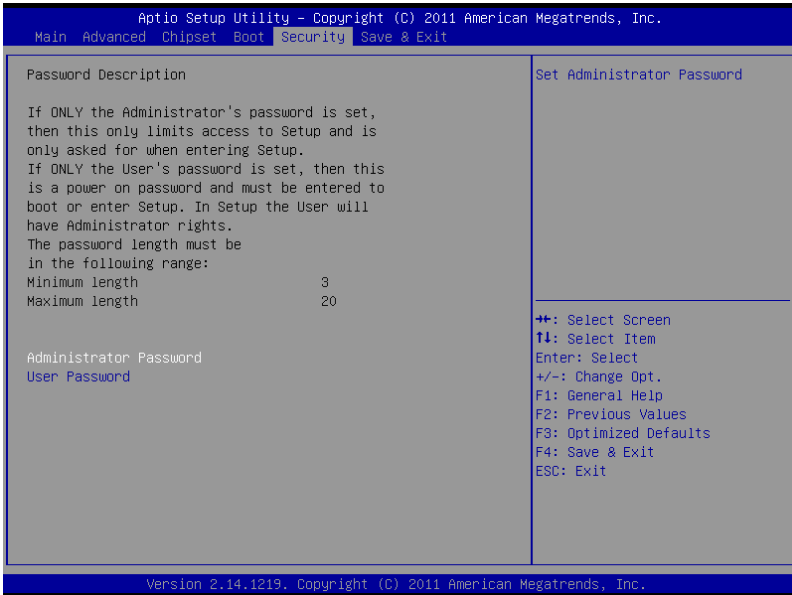 Aptio Setup Utility – Copyright (C) 2011 American Megatrends, Inc.
Main Advanced Chipset Boot Security Save & Exit
Password Description
If ONLY the Administrator's password is set,
then this only limits access to Setup and is
only asked for when entering Setup.
If ONLY the User's password is set, then this
is a power on password and must be entered to
boot or enter Setup. In Setup the User will
have Administrator rights.
The password length must be
in the following range:
Minimum length 3
Maximum length 20
Administrator Password
User Password
Set Administrator Password
→←: Select Screen
↑↓: Select Item
Enter: Select
+/-: Change Opt.
F1: General Help
F2: Previous Values
F3: Optimized Defaults
F4: Save & Exit
ESC: Exit
Version 2.14.1219. Copyright (C) 2011 American Megatrends, Inc.